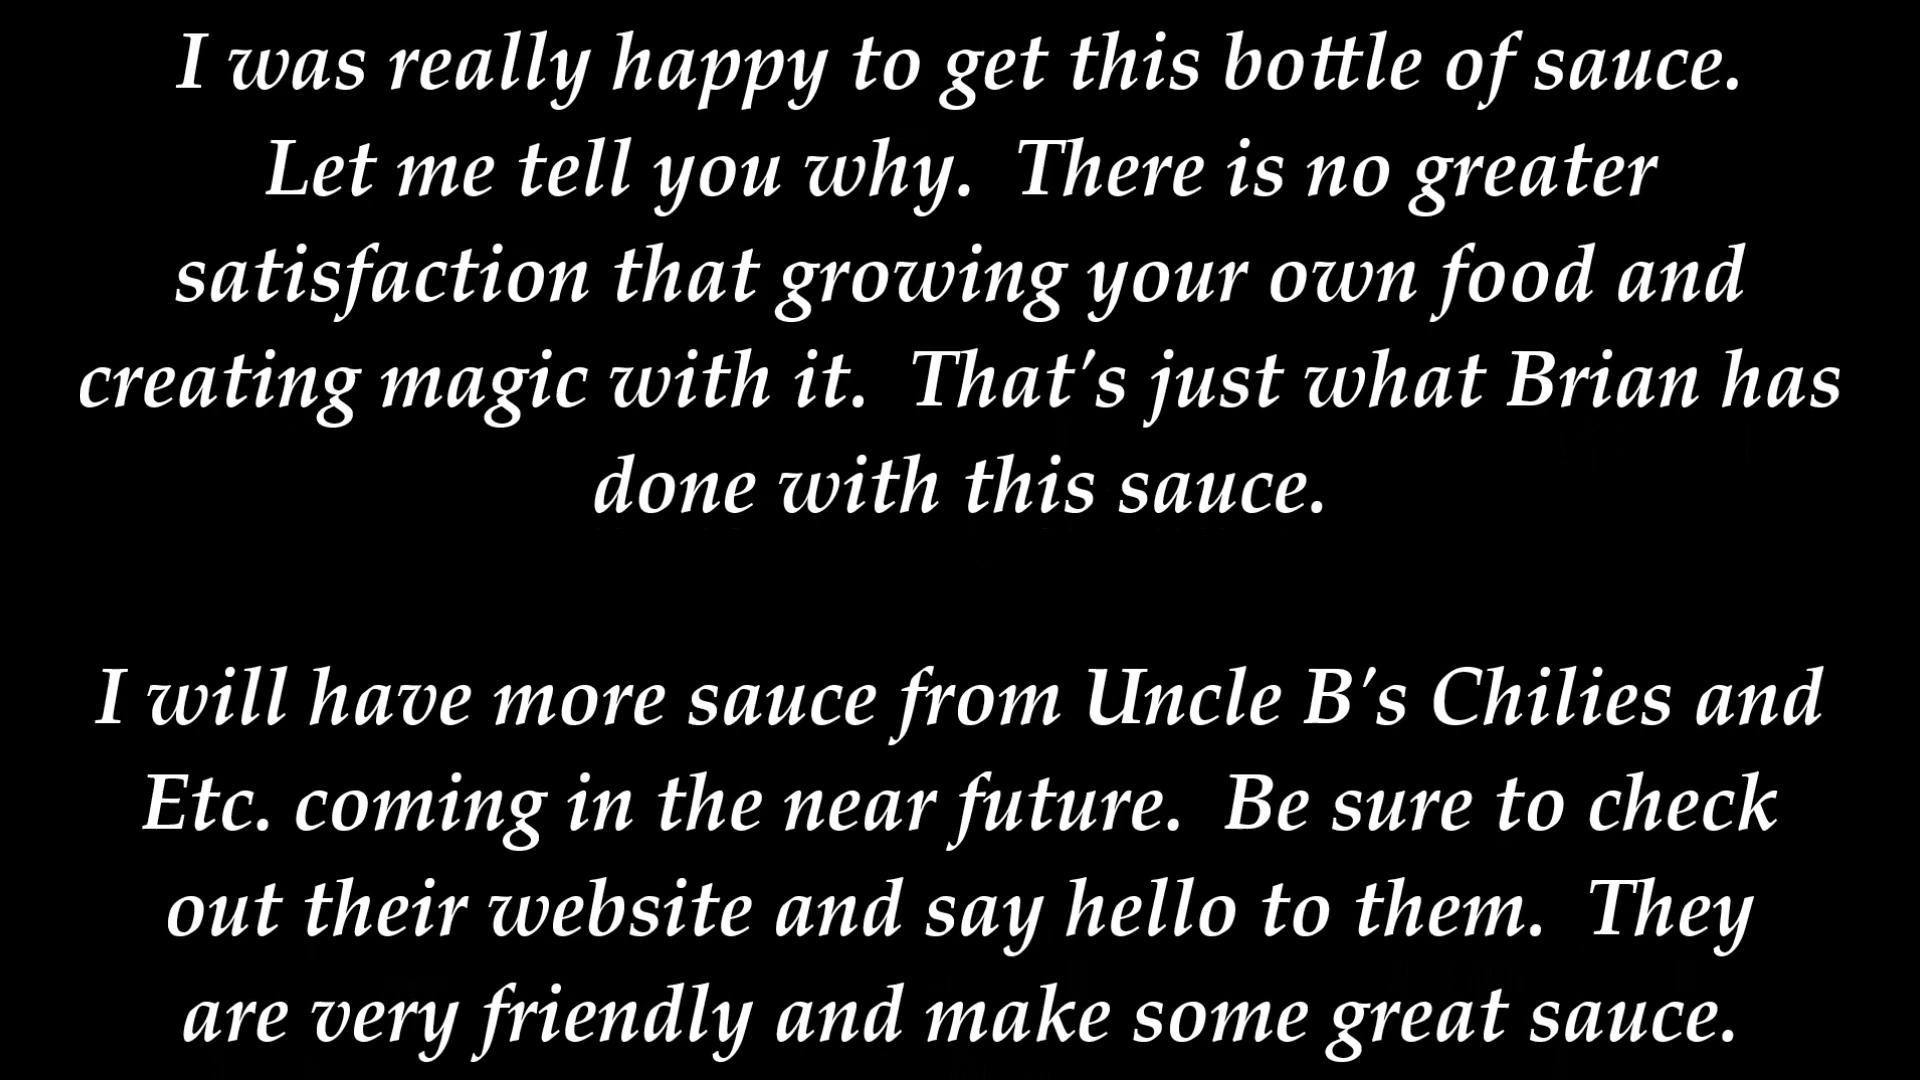 I was really happy to get this bottle of sauce.
Let me tell you why.  There is no greater
satisfaction that growing your own food and
creating magic with it.  That's just what Brian has
done with this sauce.
I will have more sauce from Uncle B's Chilies and
Etc. coming in the near future.  Be sure to check
out their website and say hello to them.  They
are very friendly and make some great sauce.